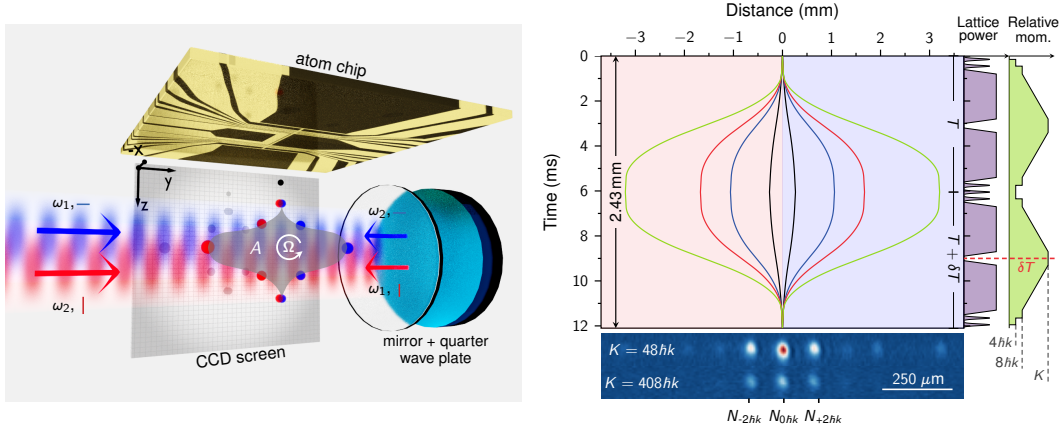 atom chip
-x
y
z
ω₁, —
ω₂, |
ω₂, —
ω₁, |
A
Ω
mirror + quarter
wave plate
CCD screen
Distance (mm)
−3 −2 −1 0 1 2 3
Lattice
power
Relative
mom.
Time (ms)
0
2
4
6
8
10
12
2.43 mm
T
T + δT
δT
4ħk
8ħk
K
K = 48ħk
K = 408ħk
250 μm
N-2ħk N0ħk N+2ħk